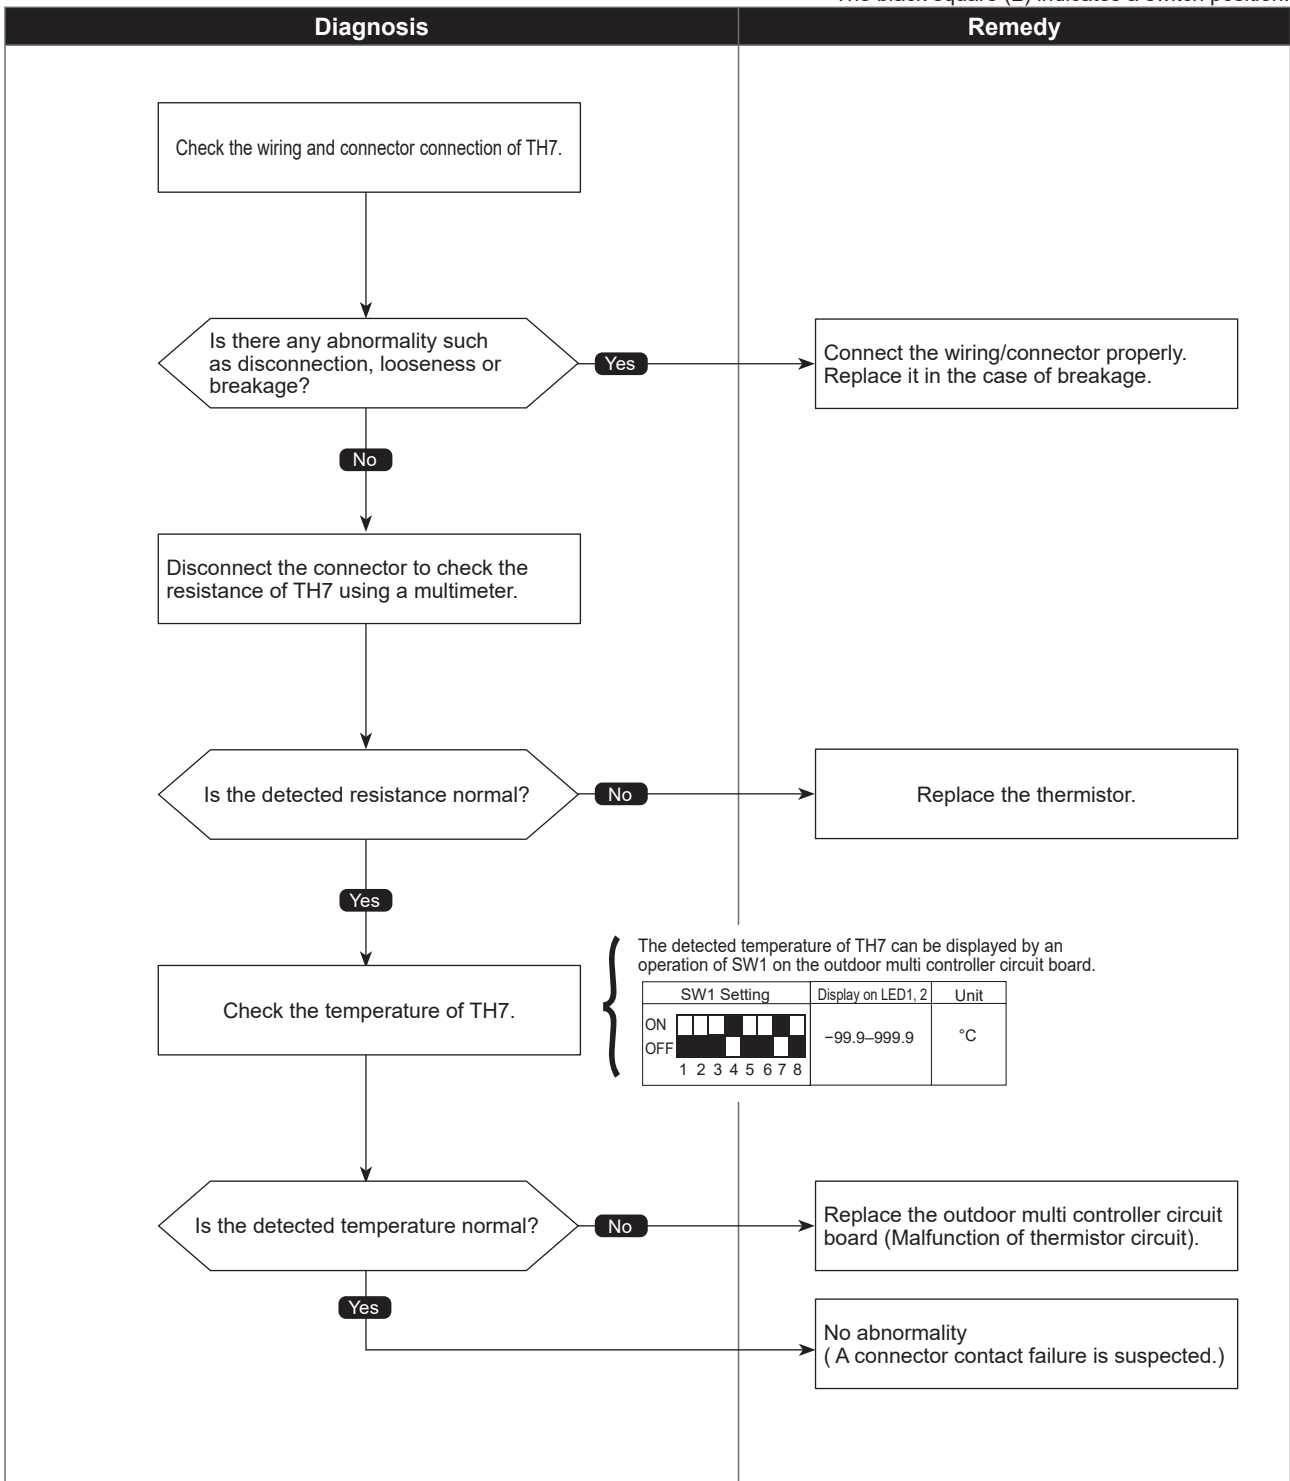 Diagnosis
Remedy
Check the wiring and connector connection of TH7.
Is there any abnormality such
as disconnection, looseness or
breakage?
Yes
Connect the wiring/connector properly.
Replace it in the case of breakage.
No
Disconnect the connector to check the
resistance of TH7 using a multimeter.
Is the detected resistance normal?
No
Replace the thermistor.
Yes
Check the temperature of TH7.
The detected temperature of TH7 can be displayed by an
operation of SW1 on the outdoor multi controller circuit board.
SW1 Setting
Display on LED1, 2
Unit
ON
OFF
1 2 3 4 5 6 7 8
−99.9–999.9
°C
Is the detected temperature normal?
No
Replace the outdoor multi controller circuit
board (Malfunction of thermistor circuit).
Yes
No abnormality
( A connector contact failure is suspected.)